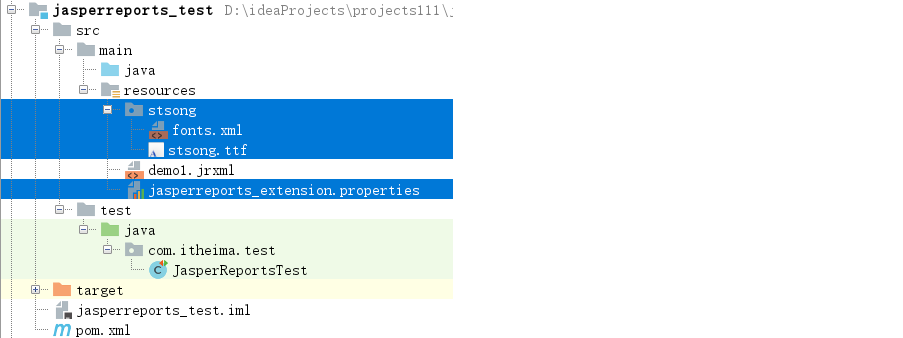 jasperreports_test D:\ideaProjects\projects111\j
src
main
java
resources
stsong
fonts.xml
stsong.ttf
demo1.jrxml
jasperreports_extension.properties
test
java
com.itheima.test
JasperReportsTest
target
jasperreports_test.iml
pom.xml